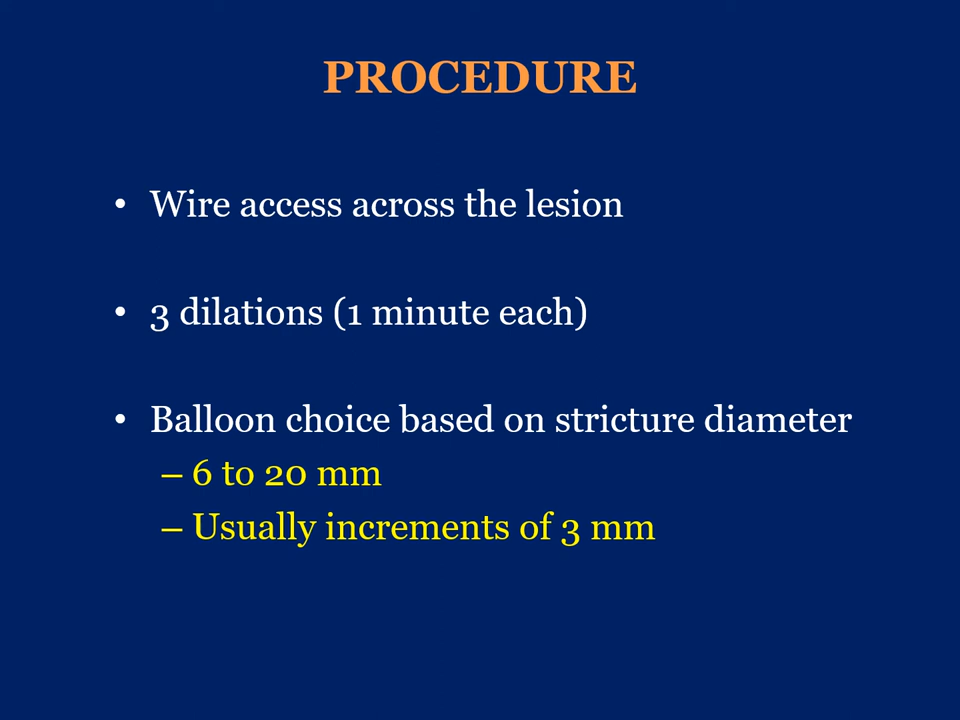 PROCEDURE
• Wire access across the lesion
• 3 dilations (1 minute each)
• Balloon choice based on stricture diameter
– 6 to 20 mm
– Usually increments of 3 mm